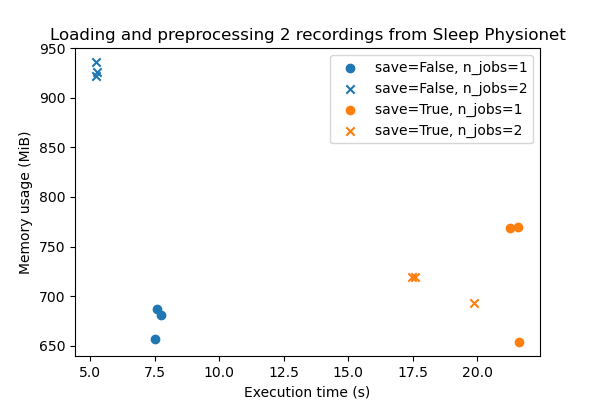 Loading and preprocessing 2 recordings from Sleep Physionet
save=False, n_jobs=1
save=False, n_jobs=2
save=True, n_jobs=1
save=True, n_jobs=2
Memory usage (MiB)
950
900
850
800
750
700
650
5.0 7.5 10.0 12.5 15.0 17.5 20.0
Execution time (s)